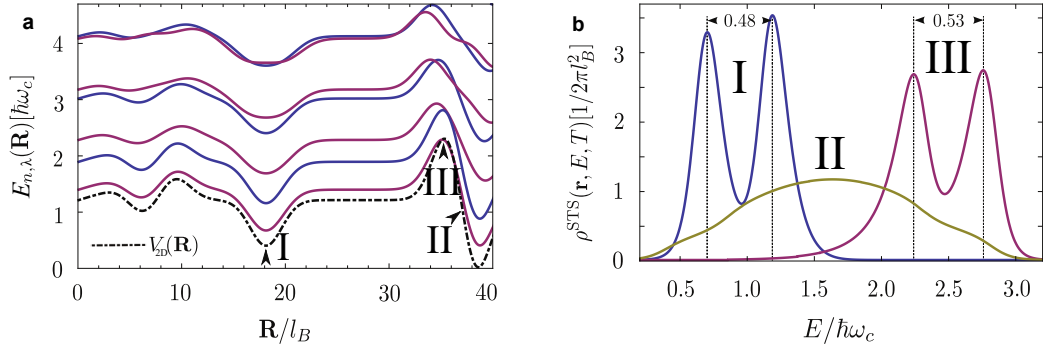 a
E_{n,λ}(R)[ħω_c]
4
3
2
1
0
V_{2D}(R)
I
II
III
0 10 20 30 40
R/l_B
b
ρ^{STS}(r, E, T)[1/2πl_B^2]
3
2
1
0
0.48
0.53
I
II
III
0.5 1.0 1.5 2.0 2.5 3.0
E/ħω_c